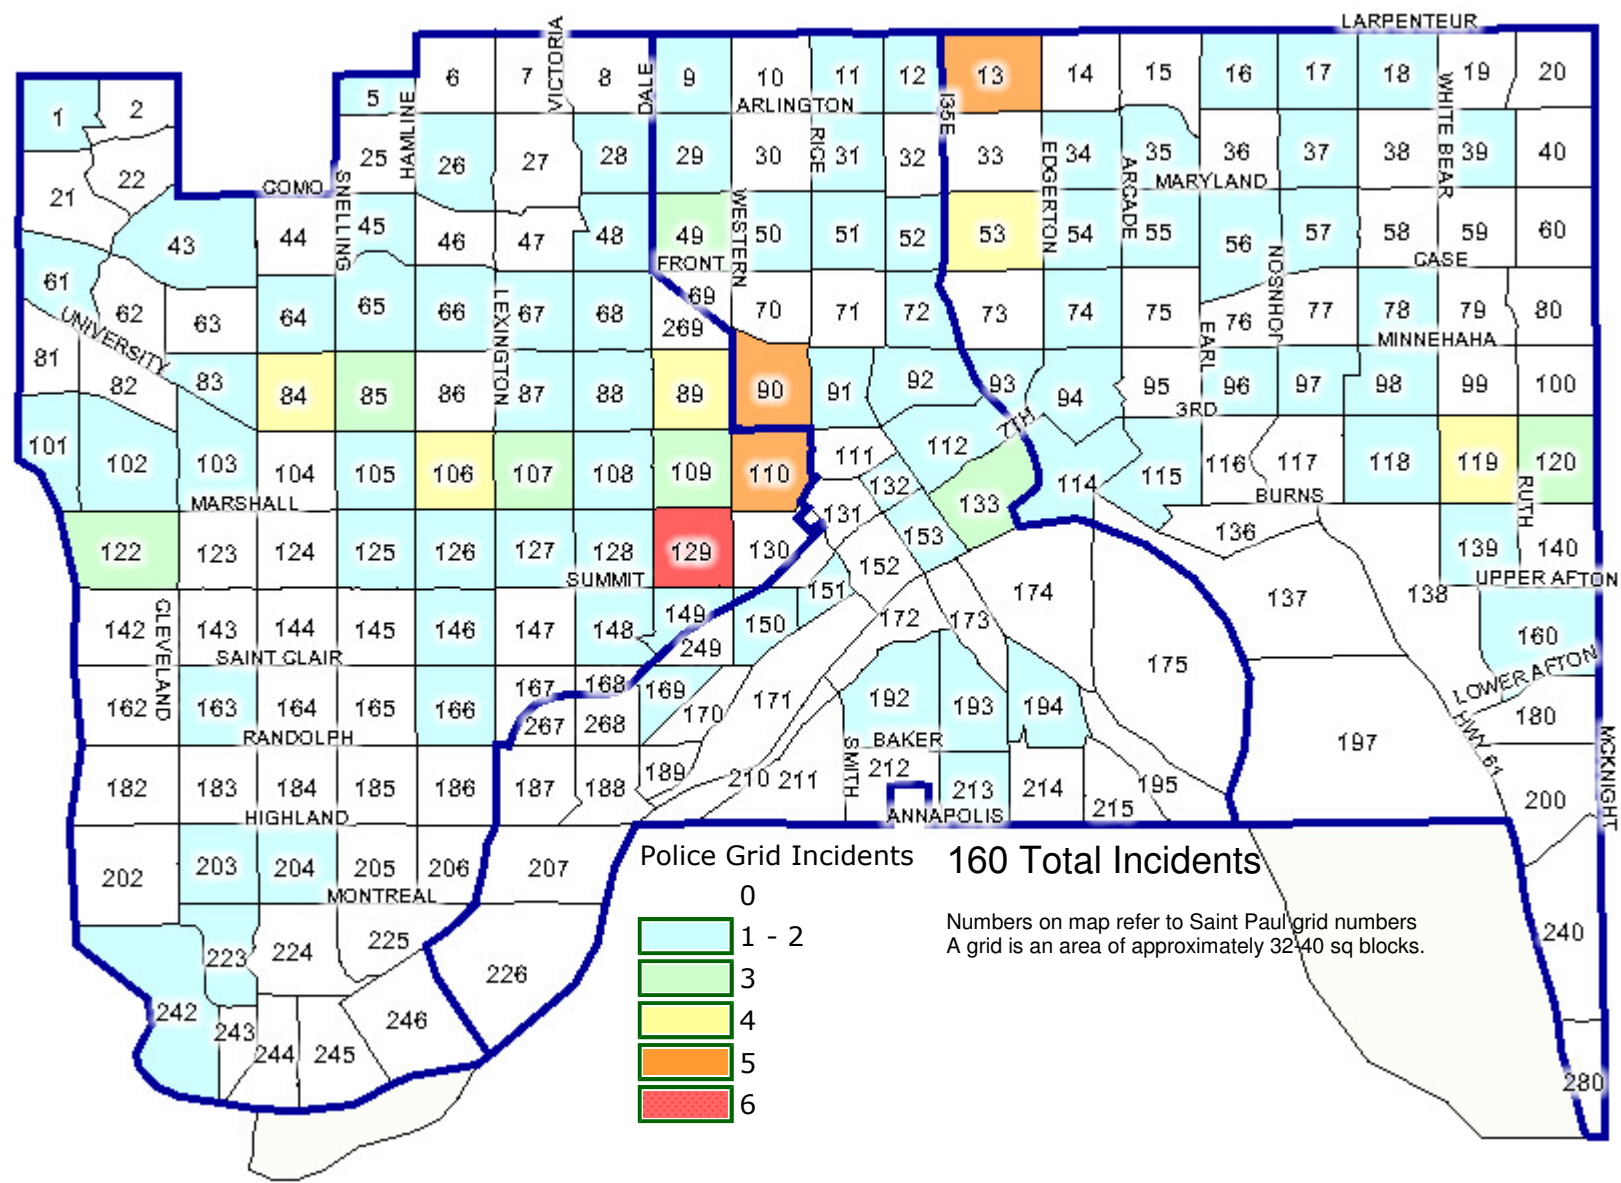 LARPENTEUR
6 7 VICTORIA 8 DALE 9 10 11 12 13 14 15 16 17 18 WHITE BEAR 19 20
1 2 5 HAMLINE ARLINGTON I35E
21 22 25 26 27 28 29 30 RICE 31 32 33 EDGERTON 34 ARCADE 35 36 37 38 39 40
COMO SNELLING MARYLAND
43 44 45 46 47 48 49 WESTERN 50 51 52 53 54 55 56 JOHNSON 57 58 59 60
FRONT CASE
61 62 63 64 65 66 LEXINGTON 67 68 69 70 71 72 73 74 75 76 77 78 79 80
UNIVERSITY 269 EARL MINNEHAHA
81 82 83 84 85 86 87 88 89 90 91 92 93 94 95 96 97 98 99 100
7TH 3RD
101 102 103 104 105 106 107 108 109 110 111 112 114 115 116 117 118 119 120
MARSHALL 132 133 BURNS RUTH
122 123 124 125 126 127 128 129 130 131 152 153 136 139 140
SUMMIT UPPER AFTON
142 CLEVELAND 143 144 145 146 147 148 149 150 151 172 173 174 137 138 160
SAINT CLAIR 249 175 LOWER AFTON
162 163 164 165 166 167 168 169 170 171 192 193 194 197 HWY 61 180 MCKNIGHT
RANDOLPH 267 268 SMITH BAKER
182 183 184 185 186 187 188 189 210 211 212 213 214 215 195 200
HIGHLAND ANNAPOLIS
202 203 204 205 206 207
MONTREAL
223 224 225 226 240
242 243 244 245 246
280
Police Grid Incidents
0
1 - 2
3
4
5
6
160 Total Incidents
Numbers on map refer to Saint Paul grid numbers
A grid is an area of approximately 32-40 sq blocks.